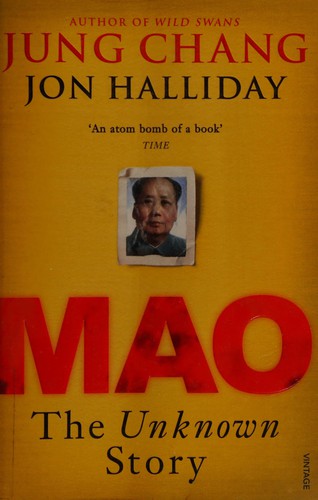 AUTHOR OF WILD SWANS
JUNG CHANG
JON HALLIDAY
'An atom bomb of a book'
TIME
MAO
The Unknown
Story
VINTAGE